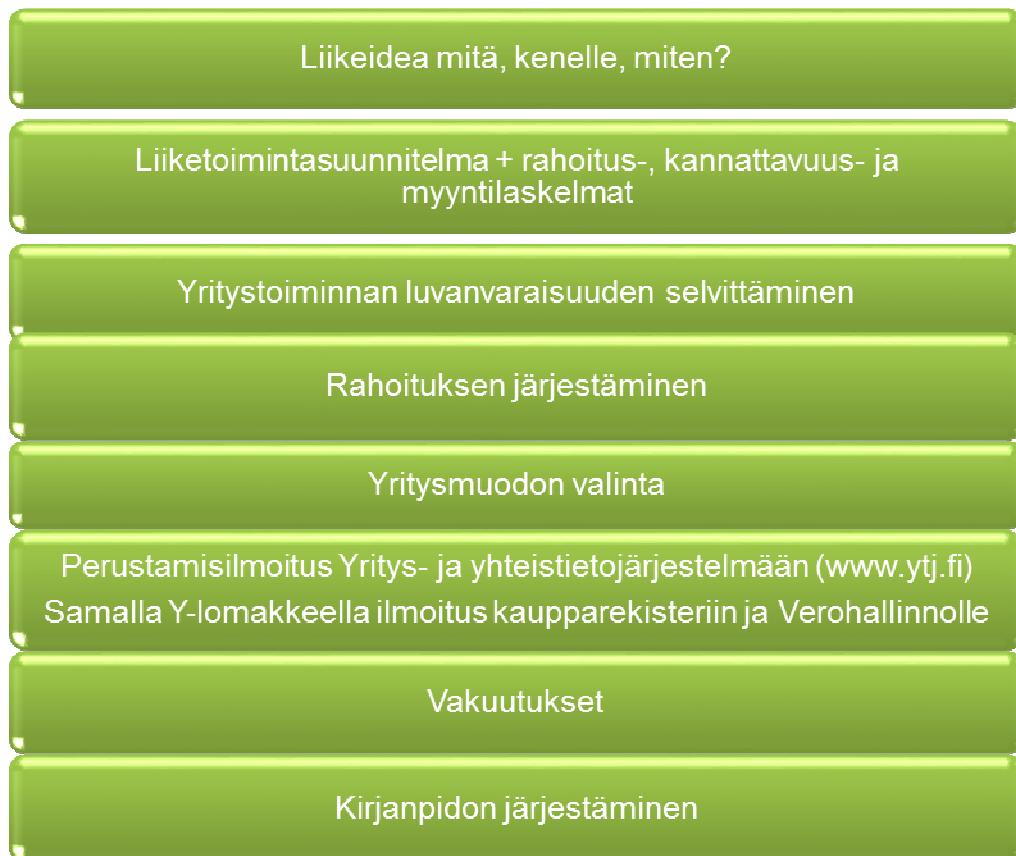 Liikeidea mitä, kenelle, miten?
Liiketoimintasuunnitelma + rahoitus-, kannattavuus- ja
myyntilaskelmat
Yritystoiminnan luvanvaraisuuden selvittäminen
Rahoituksen järjestäminen
Yritysmuodon valinta
Perustamisilmoitus Yritys- ja yhteistietojärjestelmään (www.ytj.fi)
Samalla Y-lomakkeella ilmoitus kaupparekisteriin ja Verohallinnolle
Vakuutukset
Kirjanpidon järjestäminen